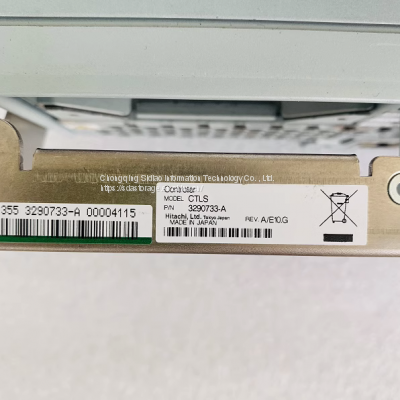 Chongqing Sidao Information Technology Co., Ltd.
Controller
MODEL CTLS
P/N 3290733-A
Hitachi, Ltd. Tokyo Japan
MADE IN JAPAN
REV. A/E10.G
355 3290733-A 00004115